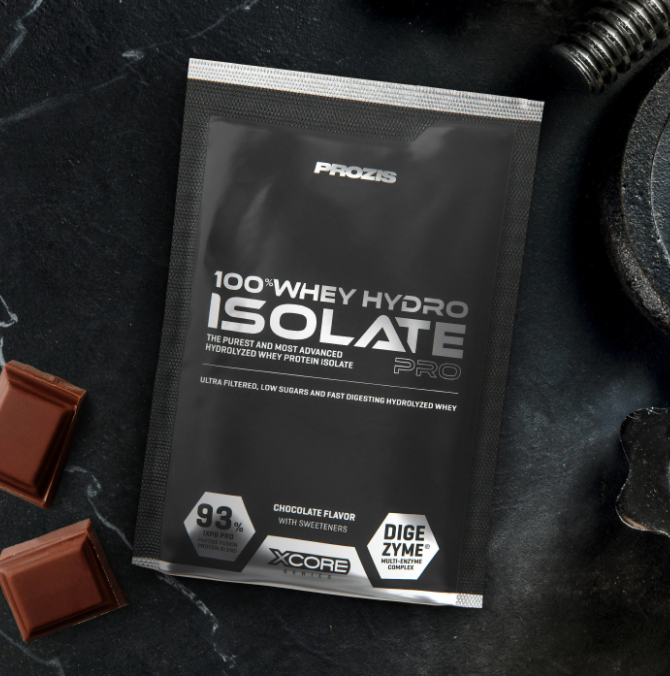 PROZIS
100% WHEY HYDRO
ISOLATE
PRO
THE PUREST AND MOST ADVANCED
HYDROLYZED WHEY PROTEIN ISOLATE
ULTRA FILTERED, LOW SUGARS AND FAST DIGESTING HYDROLYZED WHEY
93%
CHOCOLATE FLAVOR
WITH SWEETENERS
XCORE
SERIES
DIGE
ZYME®
MULTI-ENZYME
COMPLEX